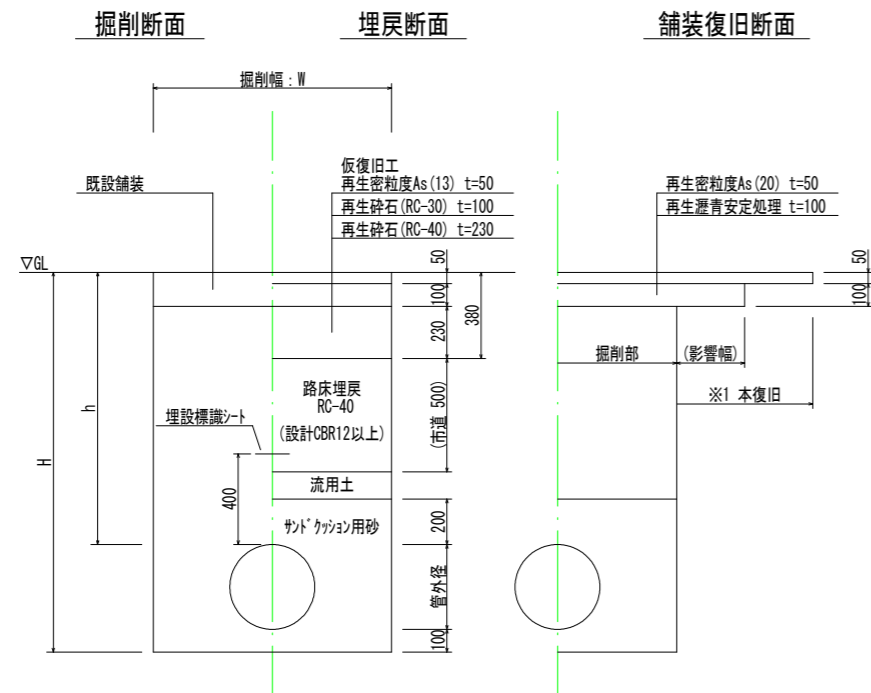 掘削断面
埋戻断面
舗装復旧断面
掘削幅：W
既設舗装
仮復旧工
再生密粒度As(13) t=50
再生砕石(RC-30) t=100
再生砕石(RC-40) t=230
再生密粒度As(20) t=50
再生瀝青安定処理 t=100
▽GL
50
100
230
380
50
100
掘削部
(影響幅)
※1 本復旧
路床埋戻
RC-40
(設計CBR12以上)
(市道 500)
埋設標識シート
h
H
400
流用土
サンドクッション用砂
200
管外径
100